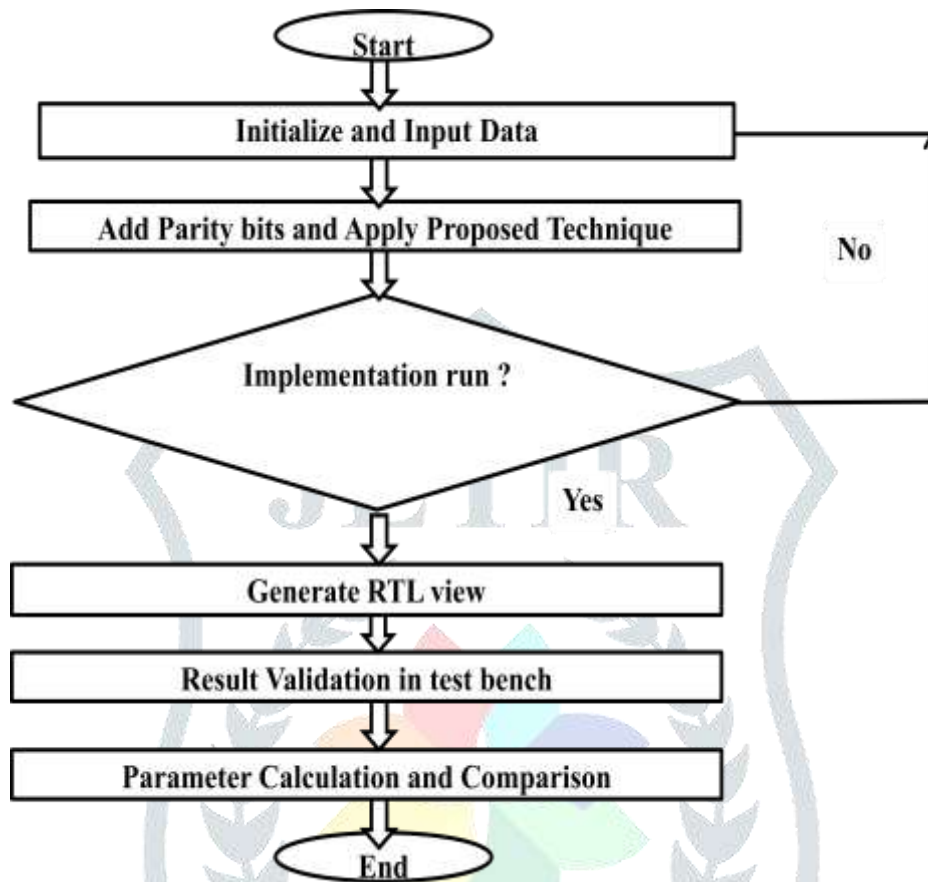 Start
Initialize and Input Data
Add Parity bits and Apply Proposed Technique
No
Implementation run ?
JETIR
Yes
Generate RTL view
Result Validation in test bench
Parameter Calculation and Comparison
End